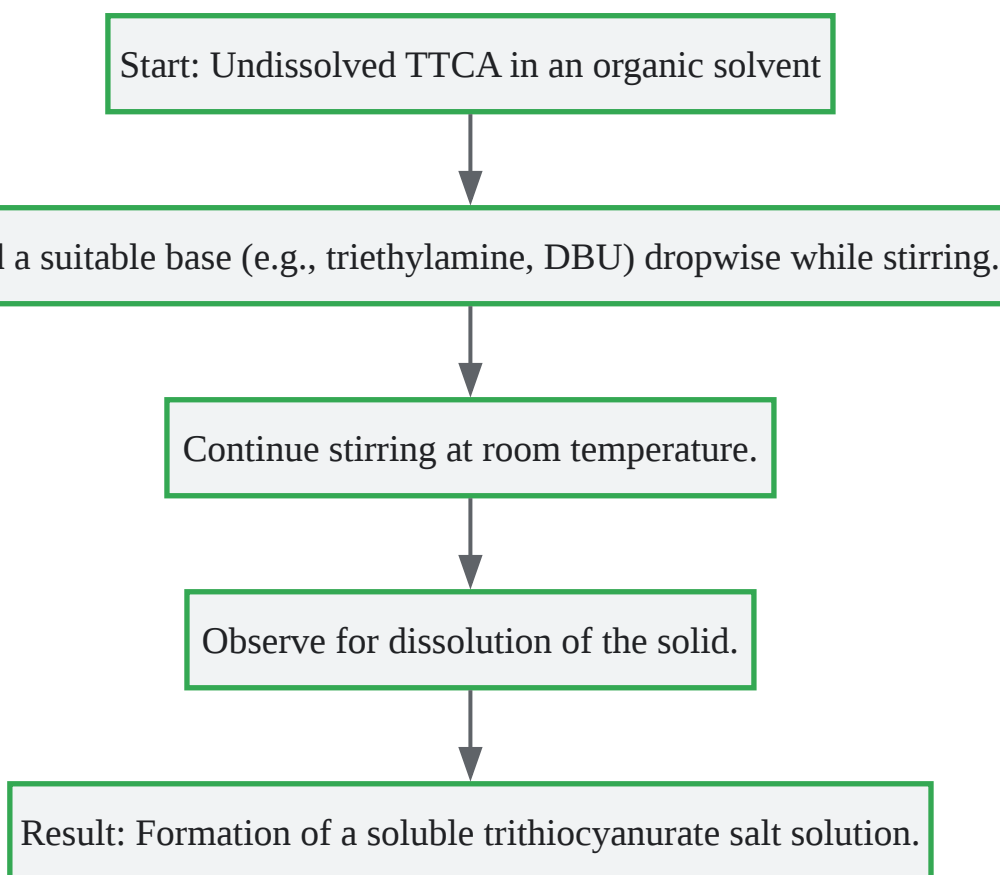 Start: Undissolved TTCA in an organic solvent
a suitable base (e.g., triethylamine, DBU) dropwise while stirring.
Continue stirring at room temperature.
Observe for dissolution of the solid.
Result: Formation of a soluble trithiocyanurate salt solution.